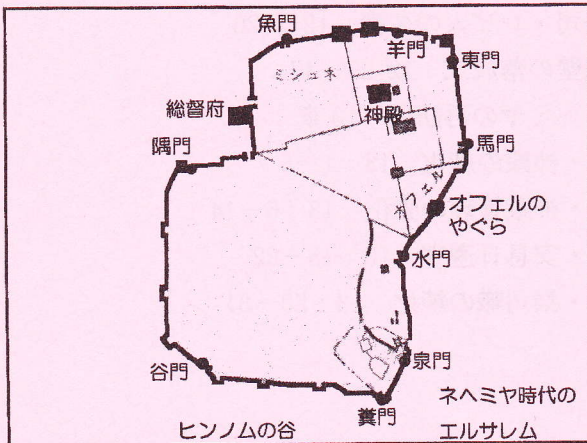 魚門
羊門
東門
ミシュネ
総督府
神殿
隅門
馬門
オフェル
オフェルの
やぐら
水門
谷門
泉門
糞門
ヒンノムの谷
ネヘミヤ時代の
エルサレム